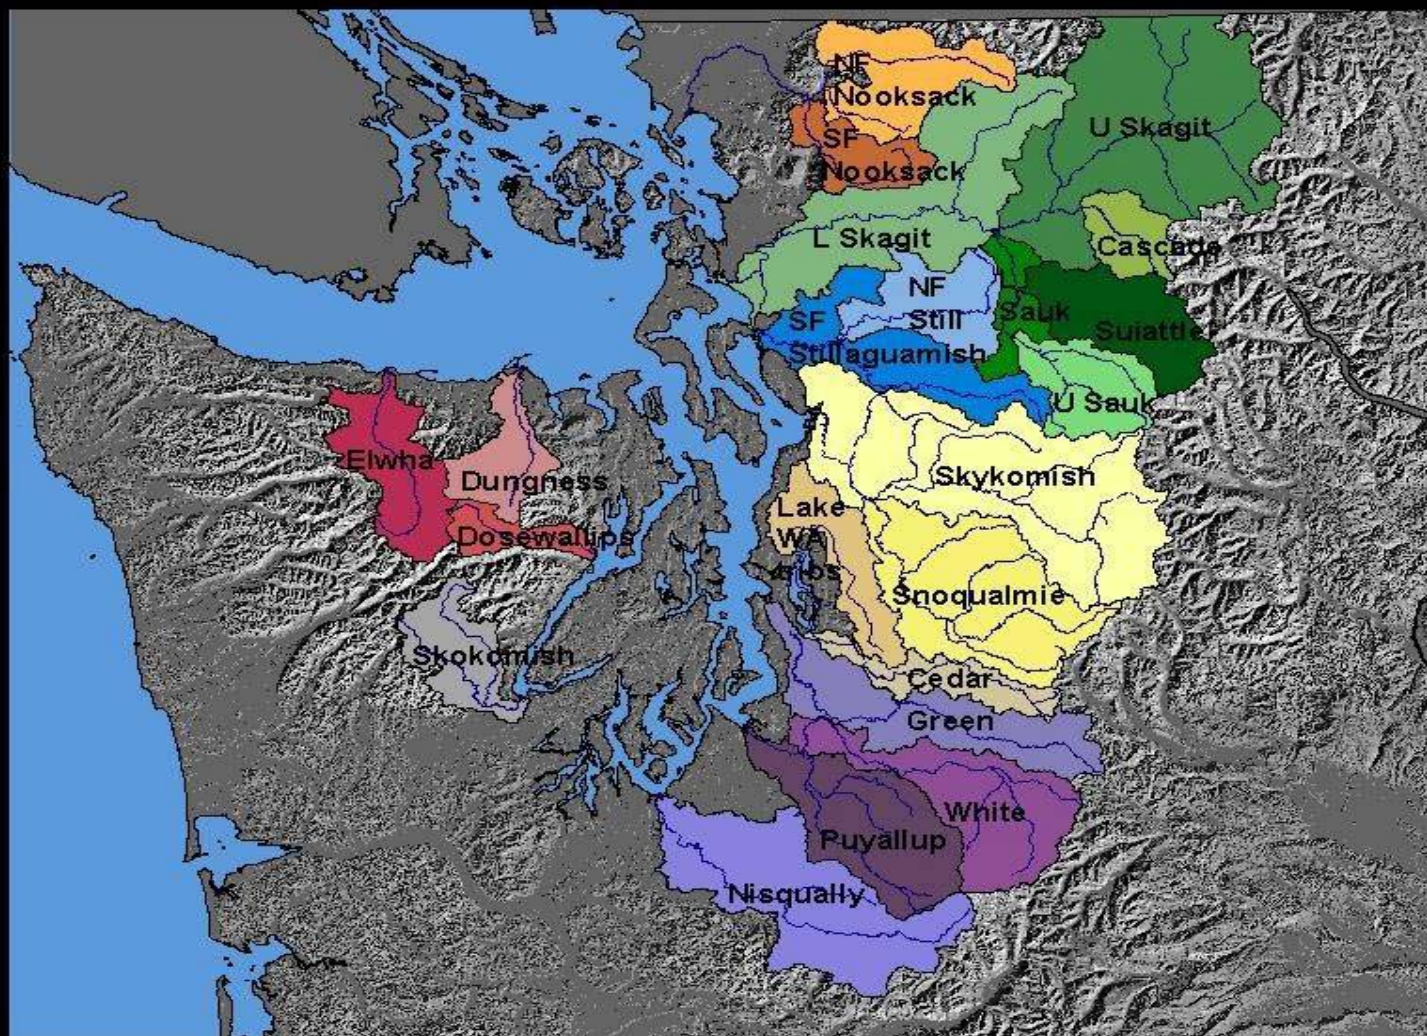 NF
Nooksack
U Skagit
SF
Nooksack
L Skagit
Cascade
NF
Still
Sauk
SF
Stillaguamish
Suiattle
U Sauk
Elwha
Dungness
Skykomish
Lake
WA
Dosewallips
Snoqualmie
Skokomish
Cedar
Green
White
Puyallup
Nisqually